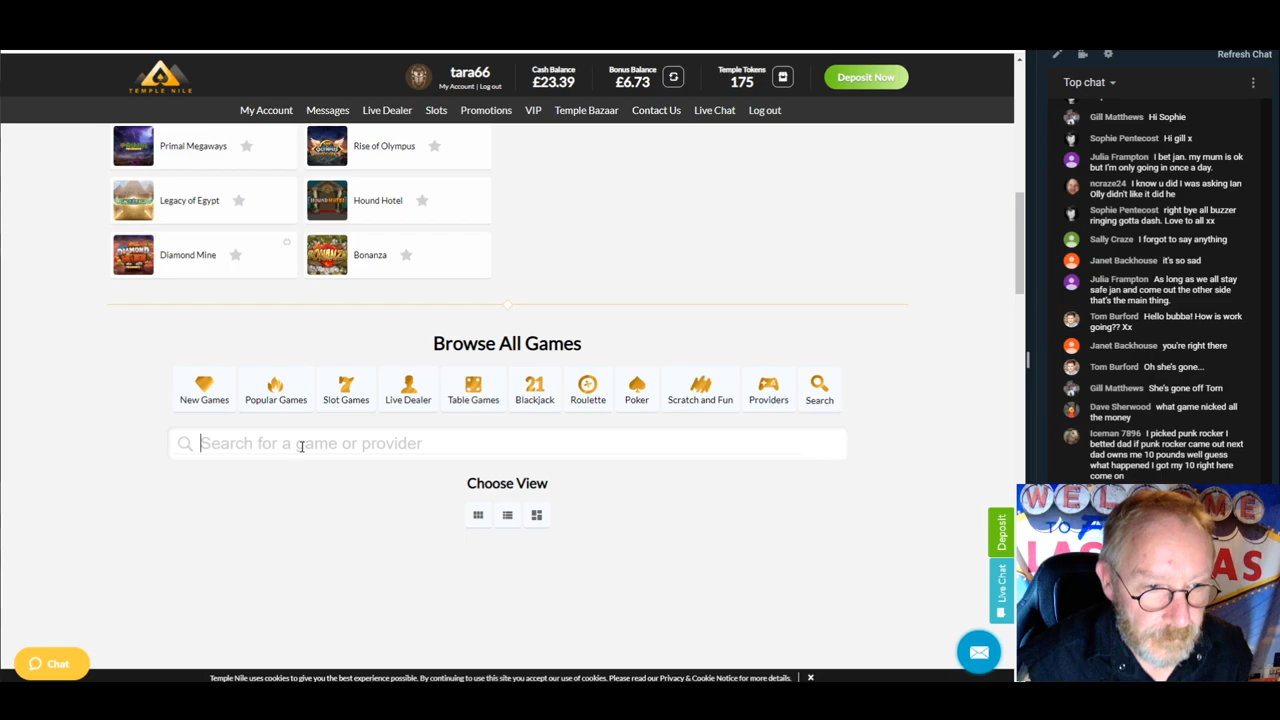 TEMPLE NILE
tara66
My Account | Log out
Cash Balance
£23.39
Bonus Balance
£6.73
Temple Tokens
175
Deposit Now
My Account
Messages
Live Dealer
Slots
Promotions
VIP
Temple Bazaar
Contact Us
Live Chat
Log out
Primal Megaways
Rise of Olympus
Legacy of Egypt
Hound Hotel
Diamond Mine
Bonanza
Browse All Games
New Games
Popular Games
Slot Games
Live Dealer
Table Games
21
Blackjack
Roulette
Poker
Scratch and Fun
Providers
Search
Search for a game or provider
Choose View
Deposit
Live Chat
Chat
Temple Nile uses cookies to give you the best experience possible. By continuing to use this site you accept our use of cookies. Please read our Privacy & Cookie Notice for more details.
x
Refresh Chat
Top chat
Gill Matthews Hi Sophie
Sophie Pentecost Hi gill x
Julia Frampton I bet jan. my mum is ok
but I'm only going in once a day.
ncraze24 I know u did I was asking Ian
Olly didn't like it did he
Sophie Pentecost right bye all buzzer
ringing gotta dash. Love to all xx
Sally Craze I forgot to say anything
Janet Backhouse it's so sad
Julia Frampton As long as we all stay
safe jan and come out the other side
that's the main thing.
Tom Burford Hello bubba! How is work
going?? Xx
Janet Backhouse you're right there
Tom Burford Oh she's gone...
Gill Matthews She's gone off Tom
Dave Sherwood what game nicked all
the money
Iceman 7896 I picked punk rocker I
betted dad if punk rocker came out next
dad owns me 10 pounds well guess
what happened I got my 10 right here
come on
WELCOME
TO
AS